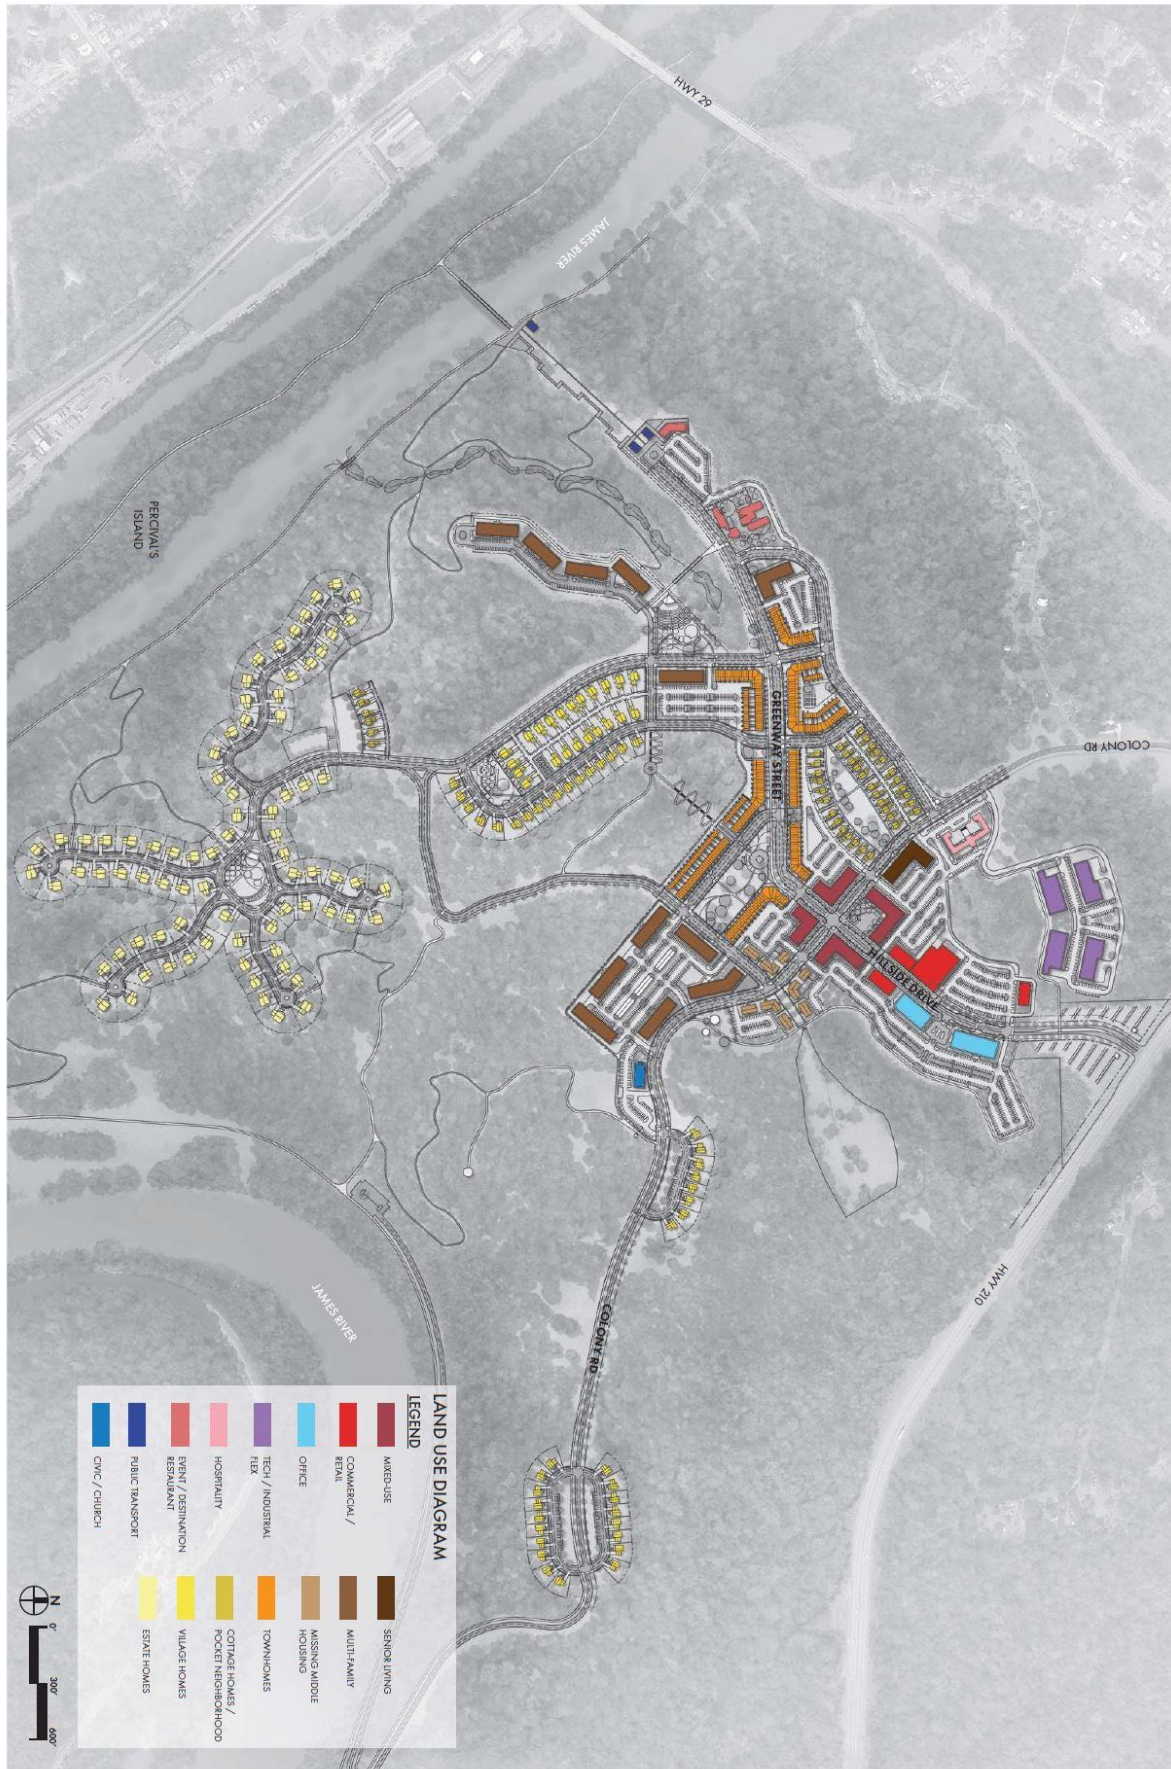 HWY 29
JAMES RIVER
PERCIVAL'S
ISLAND
GREENWAY STREET
COLONY RD
HILLSIDE DRIVE
HWY 210
COLONY RD
JAMES RIVER
LAND USE DIAGRAM
LEGEND
MIXED-USE
COMMERCIAL /
RETAIL
OFFICE
TECH / INDUSTRIAL
FLEX
HOSPITALITY
EVENT / DESTINATION
RESTAURANT
PUBLIC TRANSPORT
CIVIC / CHURCH
SENIOR LIVING
MULTI-FAMILY
MISSING MIDDLE
HOUSING
TOWNHOMES
COTTAGE HOMES /
POCKET NEIGHBORHOOD
VILLAGE HOMES
ESTATE HOMES
N
0' 300' 600'